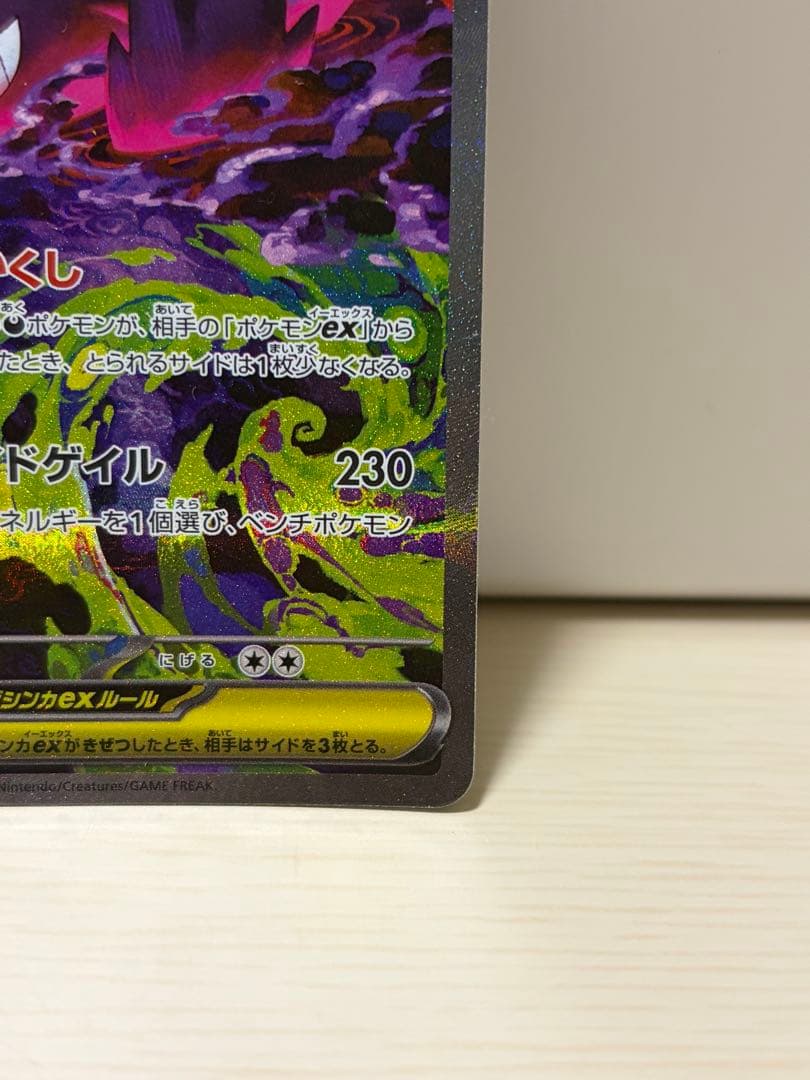 かくし
ポケモンが、相手の「ポケモンex」から
たとき、とられるサイドは1枚少なくなる。
ドゲイル 230
ネルギーを1個選び、ベンチポケモン
にげる
シンカexルール
ンカexがきぜつしたとき、相手はサイドを3枚とる。
Nintendo/Creatures/GAME FREAK.